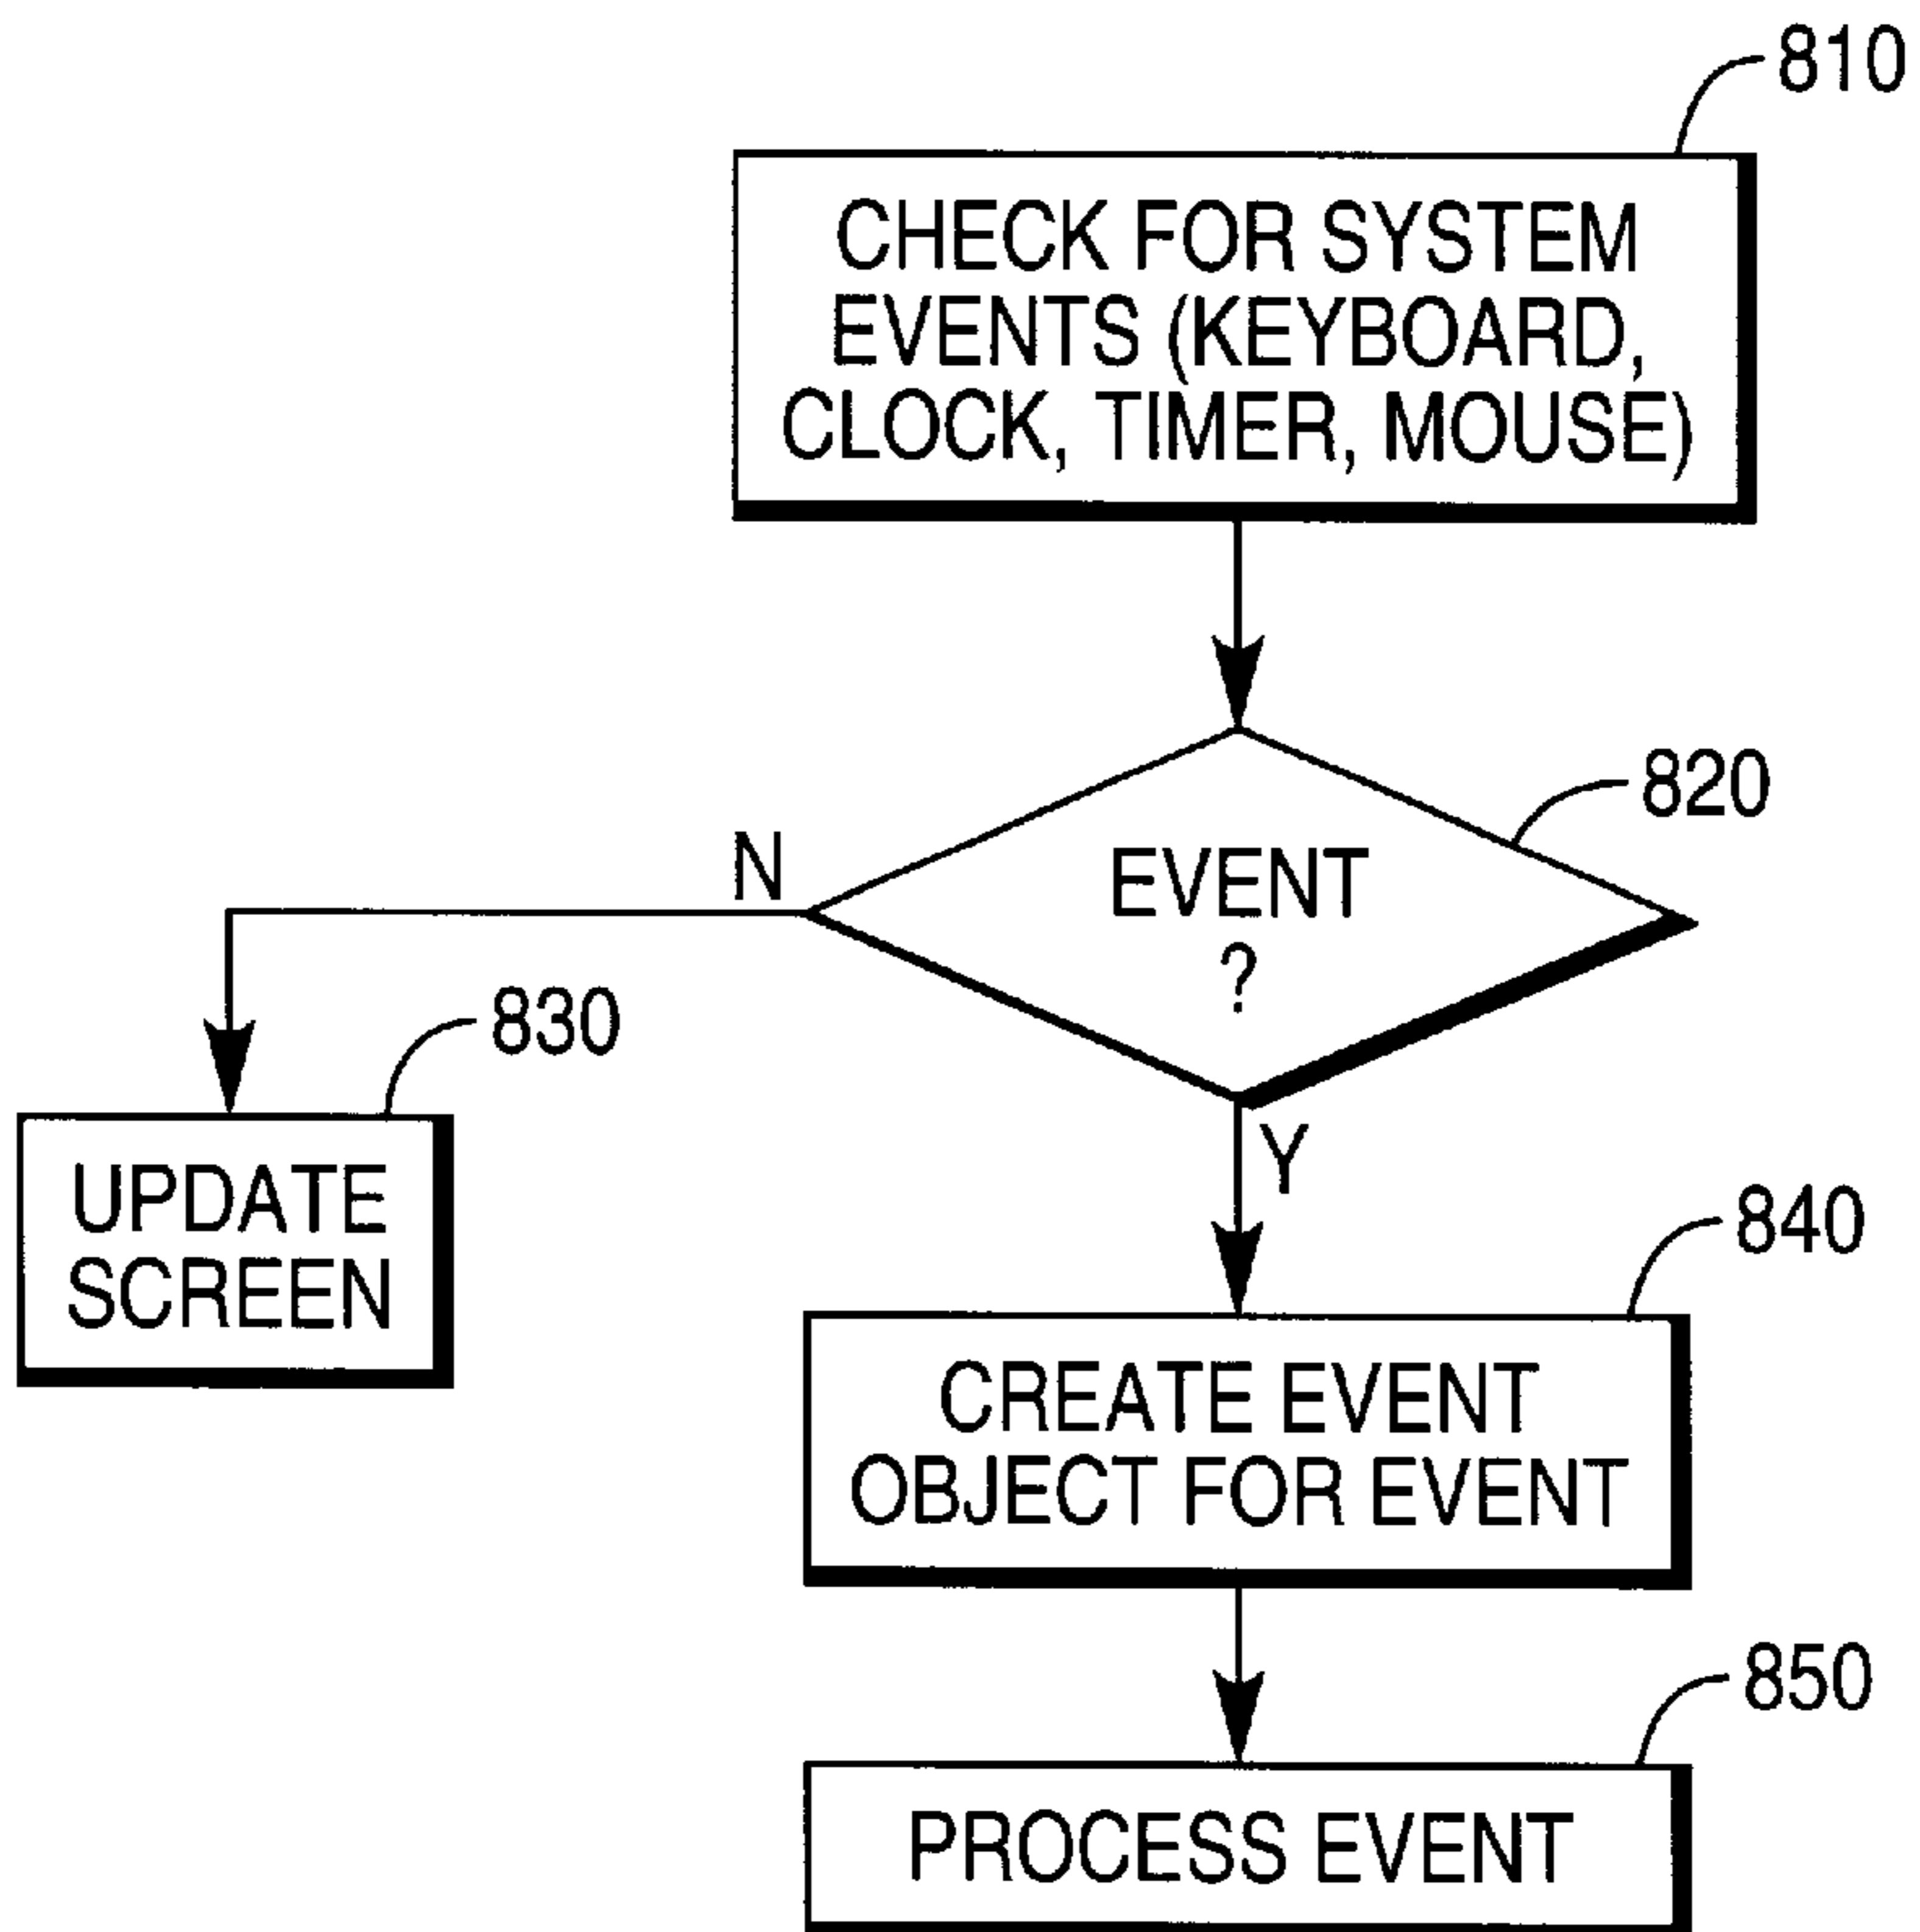 810
CHECK FOR SYSTEM
EVENTS (KEYBOARD,
CLOCK, TIMER, MOUSE)
820
N
EVENT
?
830
UPDATE
SCREEN
Y
840
CREATE EVENT
OBJECT FOR EVENT
850
PROCESS EVENT